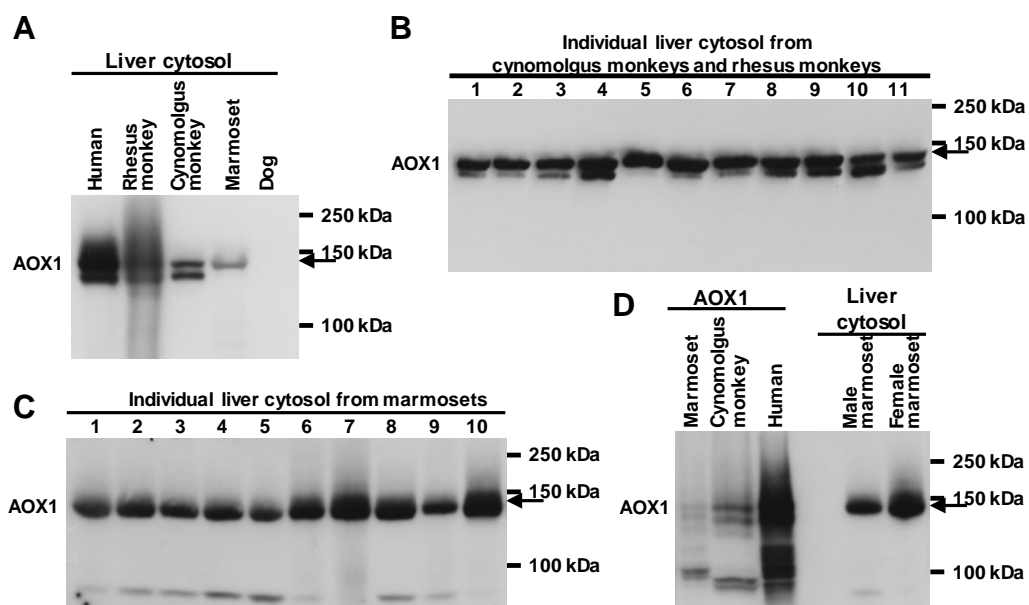 A
Liver cytosol
Human
Rhesus
monkey
Cynomolgus
monkey
Marmoset
Dog
250 kDa
150 kDa
AOX1
100 kDa
B
Individual liver cytosol from
cynomolgus monkeys and rhesus monkeys
1 2 3 4 5 6 7 8 9 10 11
250 kDa
150 kDa
AOX1
100 kDa
C
Individual liver cytosol from marmosets
1 2 3 4 5 6 7 8 9 10
250 kDa
150 kDa
AOX1
100 kDa
D
AOX1
Liver
cytosol
Marmoset
Cynomolgus
monkey
Human
Male
marmoset
Female
marmoset
250 kDa
150 kDa
AOX1
100 kDa